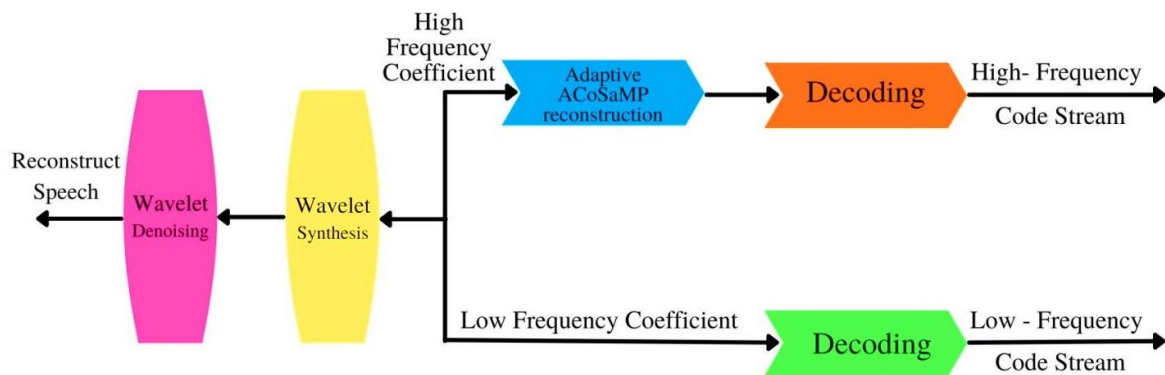 High
Frequency
Coefficient
Adaptive
ACoSaMP
reconstruction
Decoding
High- Frequency
Code Stream
Reconstruct
Speech
Wavelet
Denoising
Wavelet
Synthesis
Low Frequency Coefficient
Decoding
Low - Frequency
Code Stream